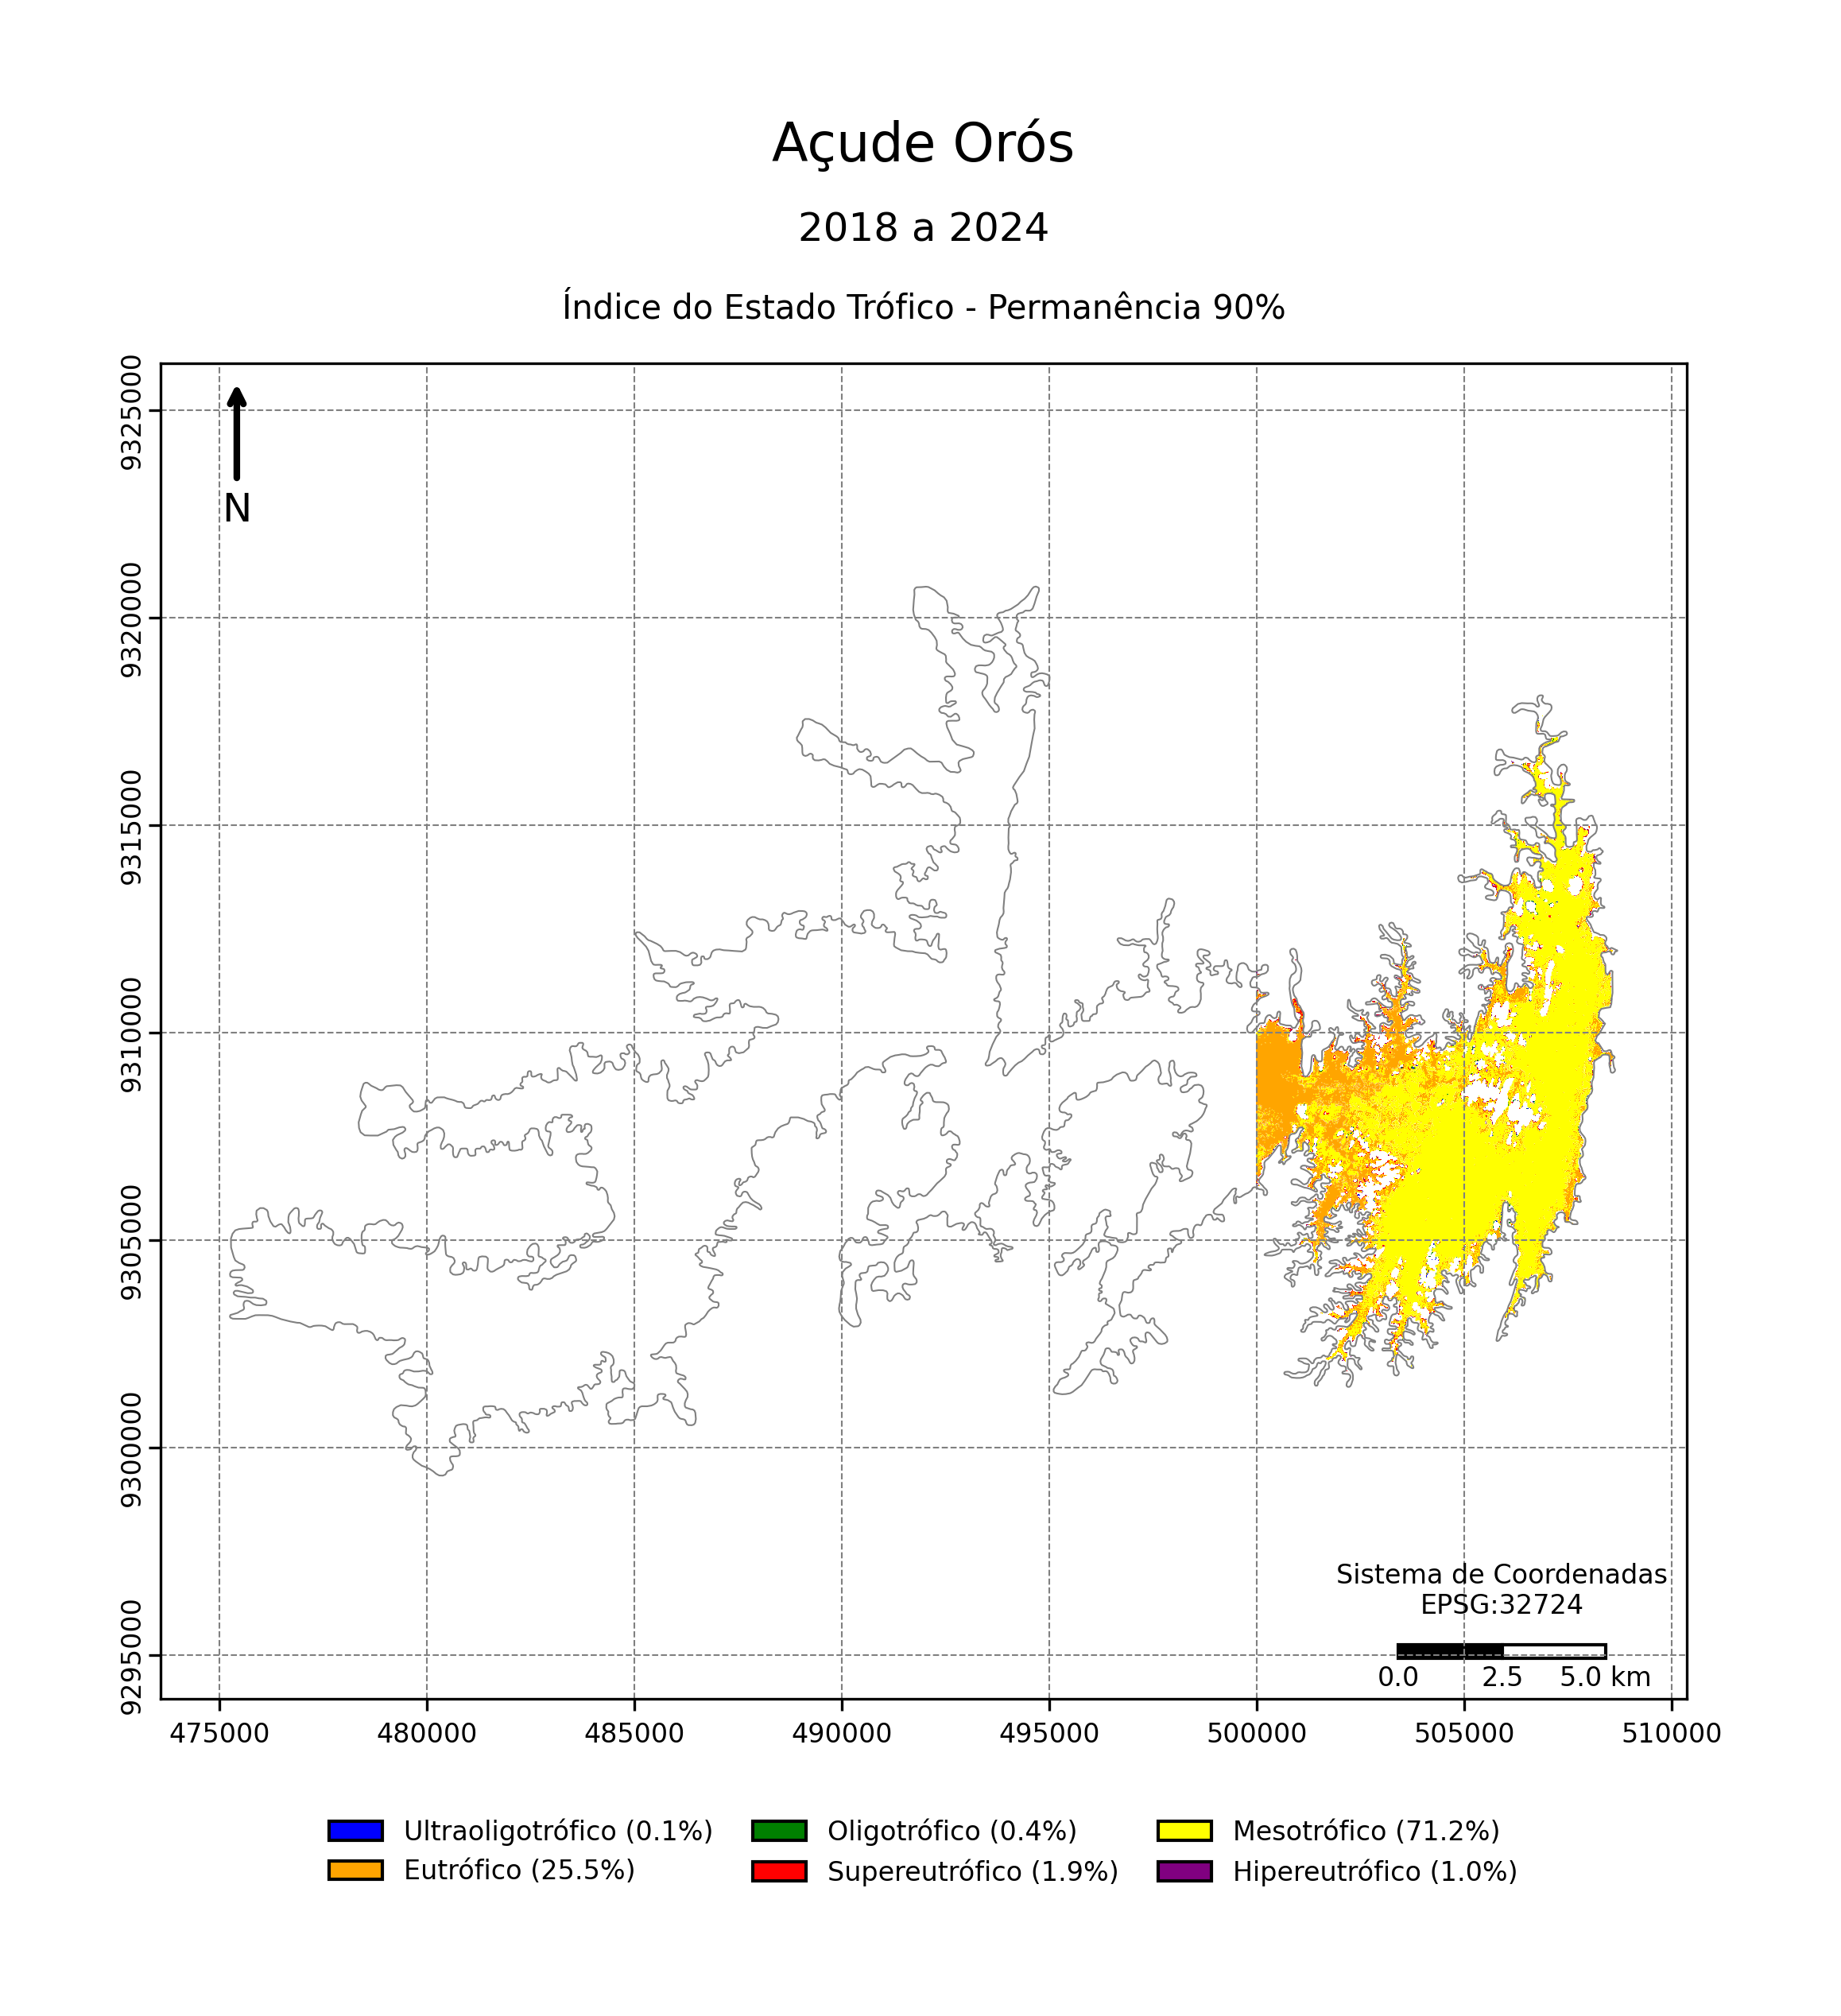 Açude Orós
2018 a 2024
Índice do Estado Trófico - Permanência 90%
9325000
9320000
9315000
9310000
9305000
9300000
9295000
N
Sistema de Coordenadas
EPSG:32724
0.0 2.5 5.0 km
475000 480000 485000 490000 495000 500000 505000 510000
Ultraoligotrófico (0.1%) Oligotrófico (0.4%) Mesotrófico (71.2%)
Eutrófico (25.5%) Supereutrófico (1.9%) Hipereutrófico (1.0%)